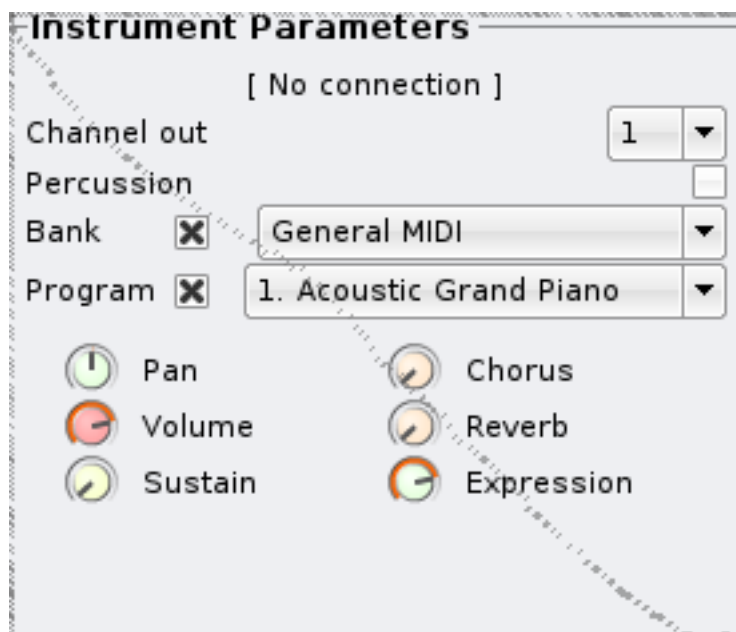 Instrument Parameters
[ No connection ]
Channel out 1
Percussion
Bank General MIDI
Program 1. Acoustic Grand Piano
Pan Chorus
Volume Reverb
Sustain Expression